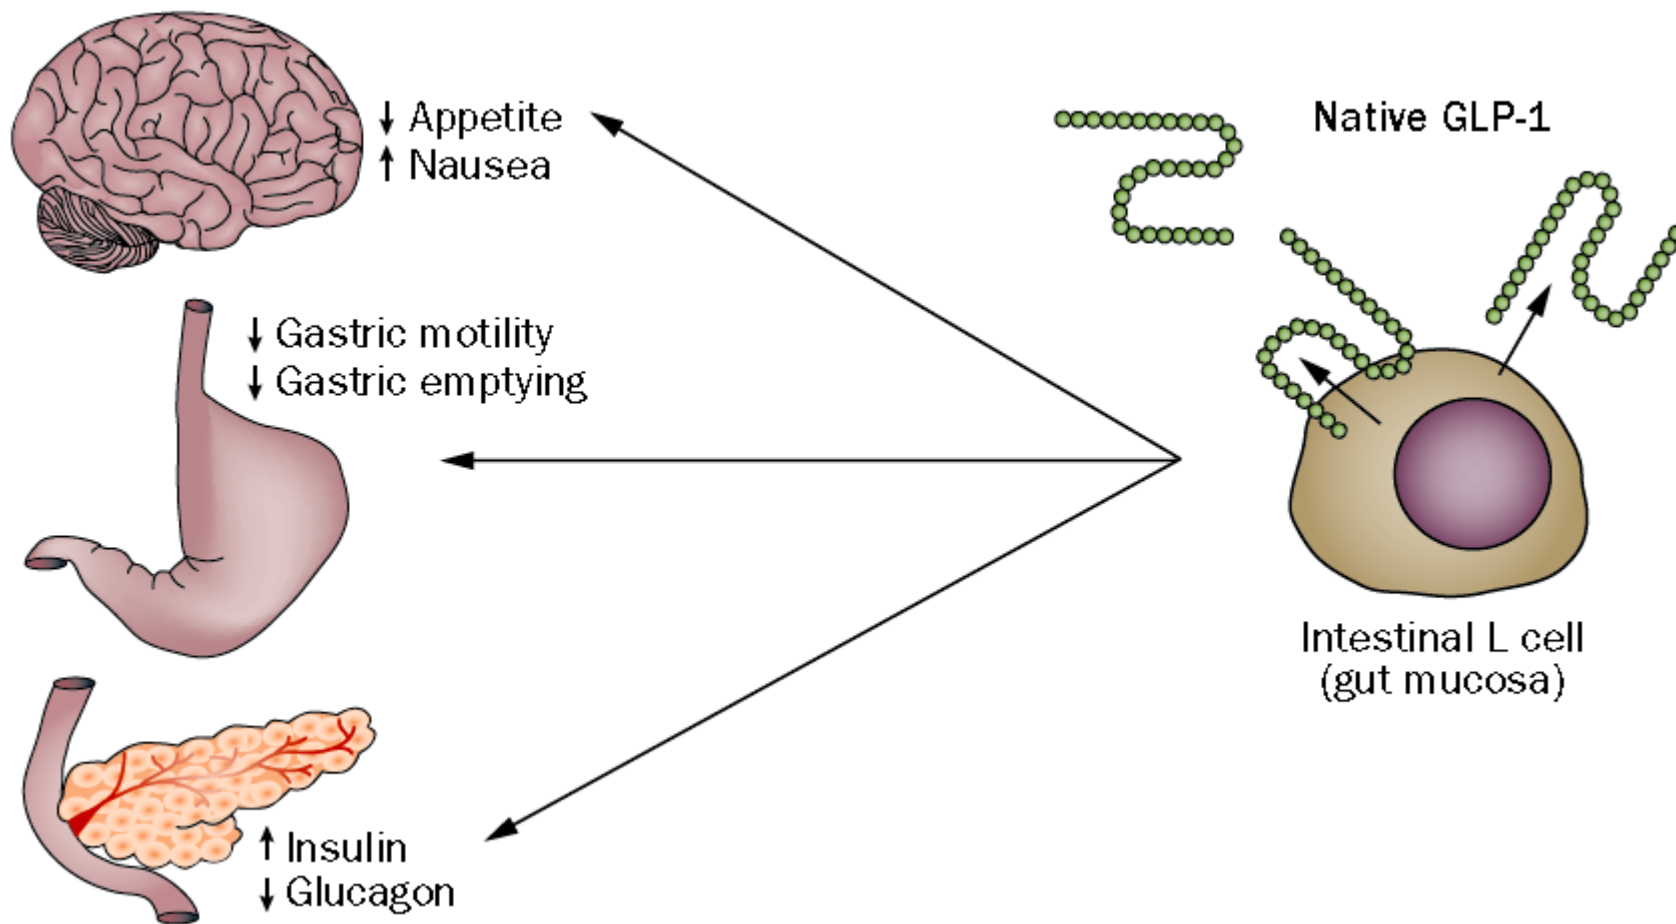 ↓ Appetite
↑ Nausea
Native GLP-1
↓ Gastric motility
↓ Gastric emptying
Intestinal L cell
(gut mucosa)
↑ Insulin
↓ Glucagon